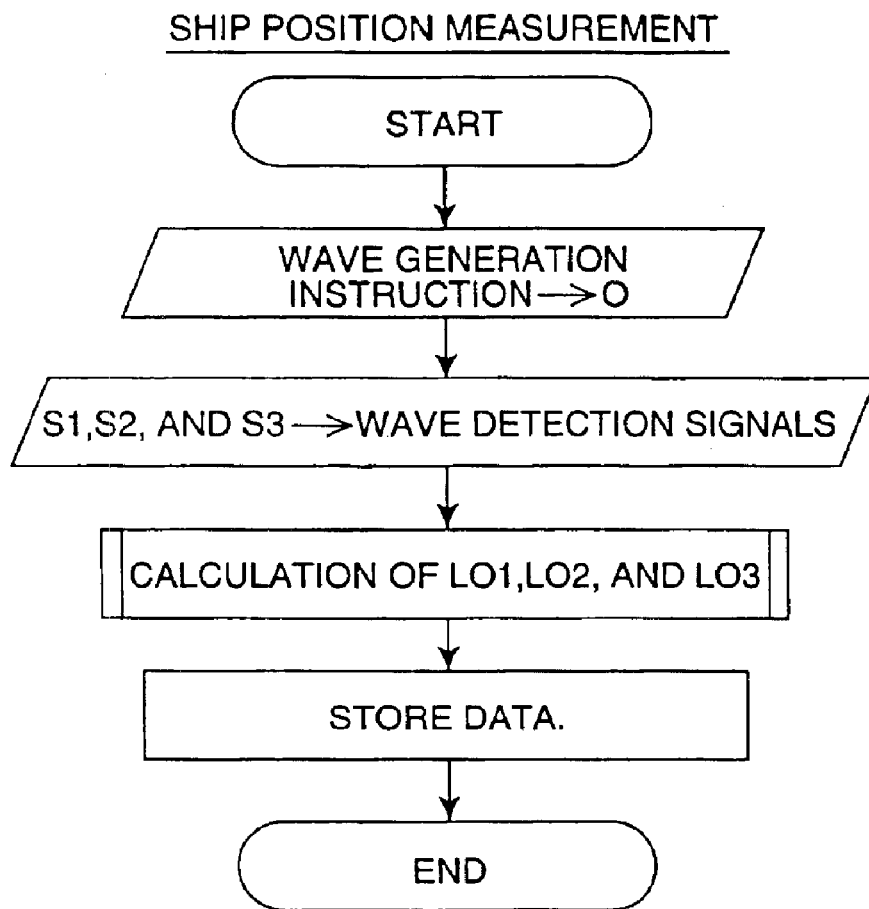 SHIP POSITION MEASUREMENT
START
WAVE GENERATION
INSTRUCTION→O
S1,S2, AND S3→WAVE DETECTION SIGNALS
CALCULATION OF LO1,LO2, AND LO3
STORE DATA.
END